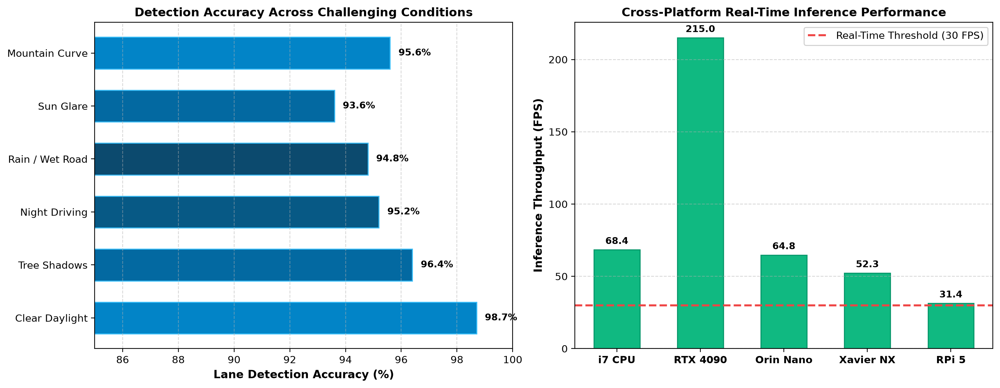 Detection Accuracy Across Challenging Conditions
Mountain Curve
95.6%
Sun Glare
93.6%
Rain / Wet Road
94.8%
Night Driving
95.2%
Tree Shadows
96.4%
Clear Daylight
98.7%
86 88 90 92 94 96 98 100
Lane Detection Accuracy (%)
Cross-Platform Real-Time Inference Performance
Real-Time Threshold (30 FPS)
Inference Throughput (FPS)
200
150
100
50
0
68.4
215.0
64.8
52.3
31.4
i7 CPU RTX 4090 Orin Nano Xavier NX RPi 5